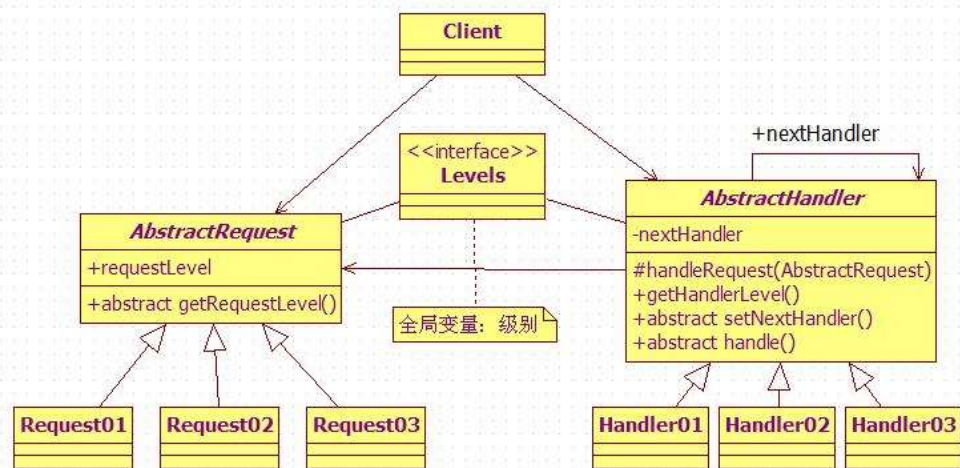 Client
<<interface>>
Levels
+nextHandler
AbstractRequest
+requestLevel
+abstract getRequestLevel()
AbstractHandler
-nextHandler
#handleRequest(AbstractRequest)
+getHandlerLevel()
+abstract setNextHandler()
+abstract handle()
全局变量：级别
Request01
Request02
Request03
Handler01
Handler02
Handler03